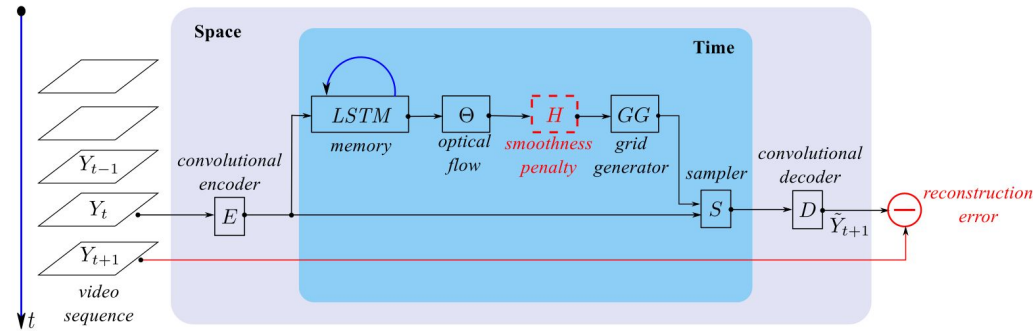 Space
Time
LSTM
memory
Θ
optical
flow
H
smoothness
penalty
GG
grid
generator
Y_{t-1}
convolutional
encoder
convolutional
decoder
sampler
Y_t
E
S
D
Ỹ_{t+1}
−
reconstruction
error
Y_{t+1}
video
sequence
t